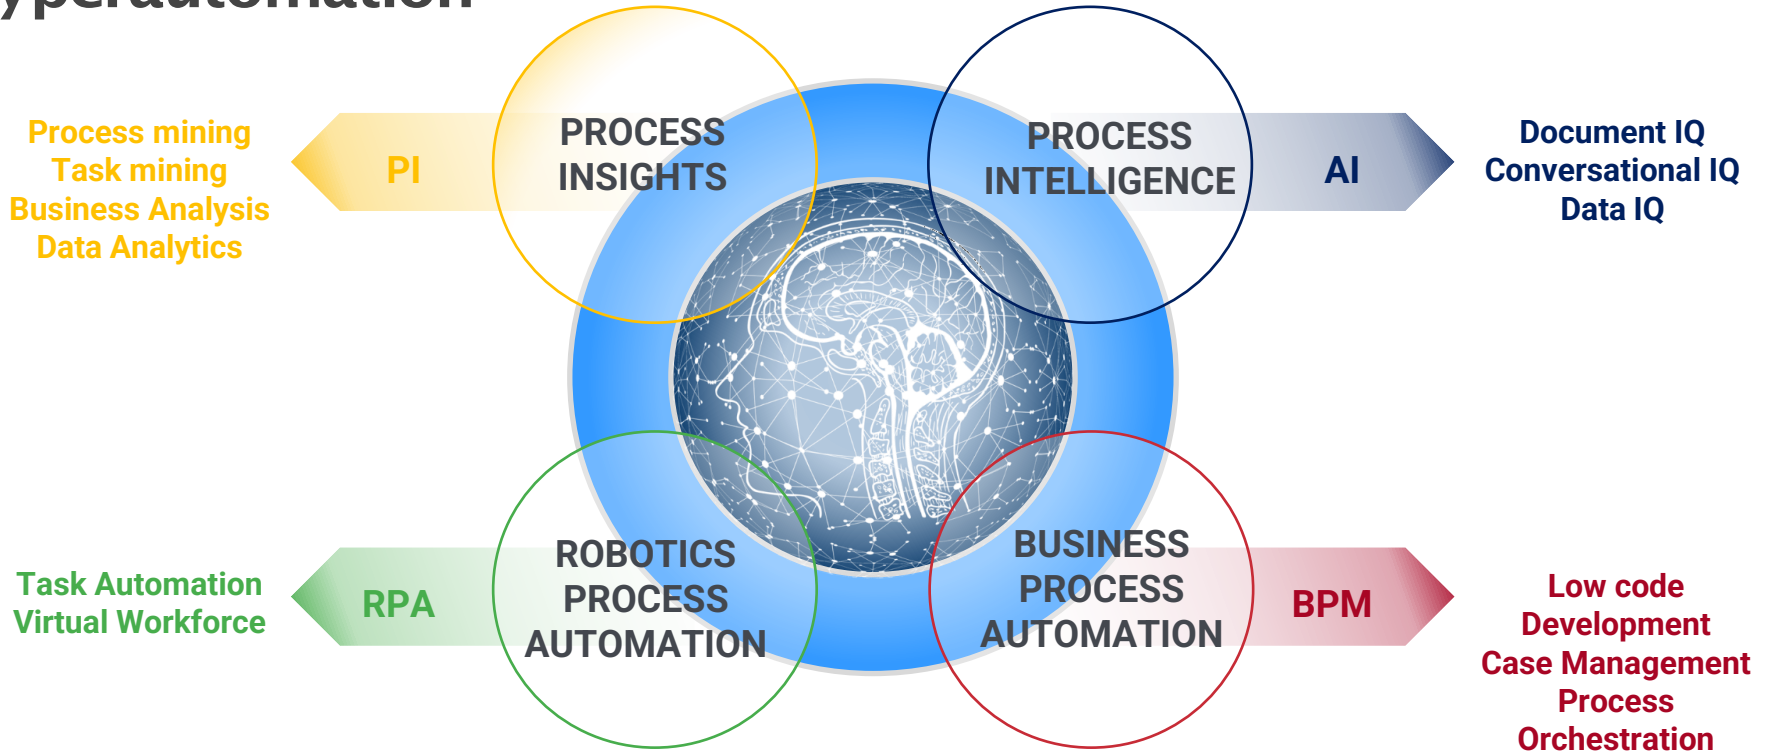 yperautomation
Process mining
Task mining
Business Analysis
Data Analytics
PI
PROCESS
INSIGHTS
PROCESS
INTELLIGENCE
AI
Document IQ
Conversational IQ
Data IQ
Task Automation
Virtual Workforce
RPA
ROBOTICS
PROCESS
AUTOMATION
BUSINESS
PROCESS
AUTOMATION
BPM
Low code
Development
Case Management
Process
Orchestration